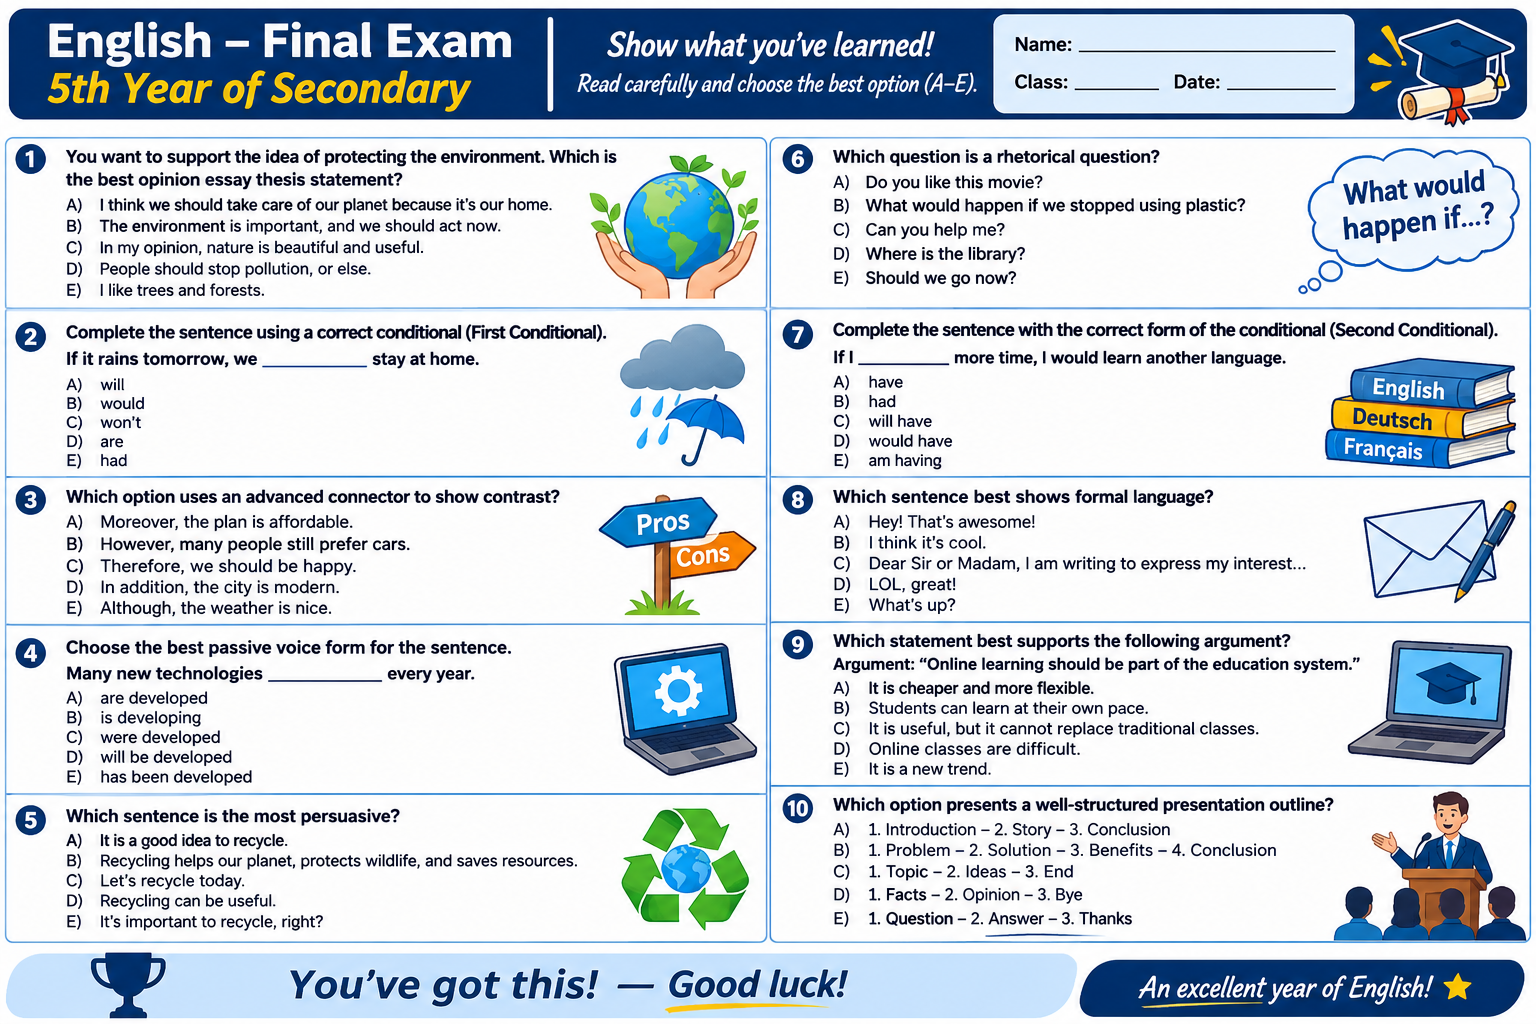 English – Final Exam
5th Year of Secondary
Show what you've learned!
Read carefully and choose the best option (A–E).
Name: ____________________
Class: ________ Date: __________
1 You want to support the idea of protecting the environment. Which is
the best opinion essay thesis statement?
A) I think we should take care of our planet because it's our home.
B) The environment is important, and we should act now.
C) In my opinion, nature is beautiful and useful.
D) People should stop pollution, or else.
E) I like trees and forests.
2 Complete the sentence using a correct conditional (First Conditional).
If it rains tomorrow, we ___________ stay at home.
A) will
B) would
C) won't
D) are
E) had
3 Which option uses an advanced connector to show contrast?
A) Moreover, the plan is affordable.
B) However, many people still prefer cars.
C) Therefore, we should be happy.
D) In addition, the city is modern.
E) Although, the weather is nice.
Pros
Cons
4 Choose the best passive voice form for the sentence.
Many new technologies ____________ every year.
A) are developed
B) is developing
C) were developed
D) will be developed
E) has been developed
5 Which sentence is the most persuasive?
A) It is a good idea to recycle.
B) Recycling helps our planet, protects wildlife, and saves resources.
C) Let's recycle today.
D) Recycling can be useful.
E) It's important to recycle, right?
6 Which question is a rhetorical question?
A) Do you like this movie?
B) What would happen if we stopped using plastic?
C) Can you help me?
D) Where is the library?
E) Should we go now?
What would
happen if...?
7 Complete the sentence with the correct form of the conditional (Second Conditional).
If I __________ more time, I would learn another language.
A) have
B) had
C) will have
D) would have
E) am having
English
Deutsch
Français
8 Which sentence best shows formal language?
A) Hey! That's awesome!
B) I think it's cool.
C) Dear Sir or Madam, I am writing to express my interest...
D) LOL, great!
E) What's up?
9 Which statement best supports the following argument?
Argument: “Online learning should be part of the education system.”
A) It is cheaper and more flexible.
B) Students can learn at their own pace.
C) It is useful, but it cannot replace traditional classes.
D) Online classes are difficult.
E) It is a new trend.
10 Which option presents a well-structured presentation outline?
A) 1. Introduction – 2. Story – 3. Conclusion
B) 1. Problem – 2. Solution – 3. Benefits – 4. Conclusion
C) 1. Topic – 2. Ideas – 3. End
D) 1. Facts – 2. Opinion – 3. Bye
E) 1. Question – 2. Answer – 3. Thanks
You've got this! — Good luck!
An excellent year of English!